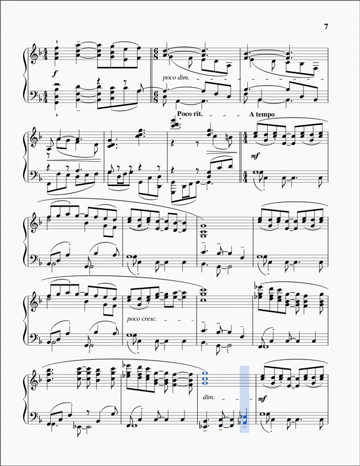 7
f
poco dim.
Poco rit.
A tempo
mf
poco cresc.
dim.
mf